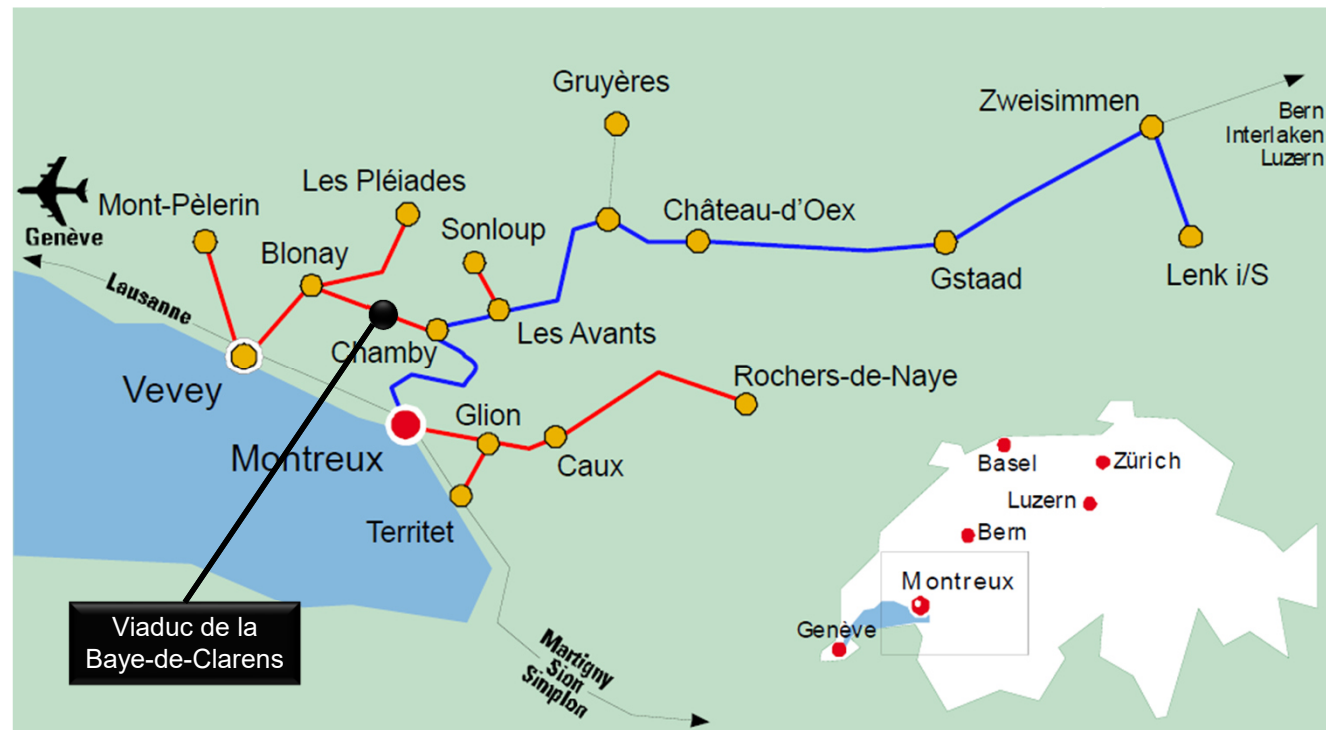 Gruyères
Zweisimmen
Bern
Interlaken
Luzern
Les Pléiades
Mont-Pèlerin
Sonloup
Château-d'Oex
Genève
Blonay
Gstaad
Lenk i/S
Lausanne
Chamby
Les Avants
Vevey
Rochers-de-Naye
Glion
Montreux
Caux
Territet
Viaduc de la
Baye-de-Clarens
Martigny
Sion
Simplon
Basel
Zürich
Luzern
Bern
Montreux
Genève